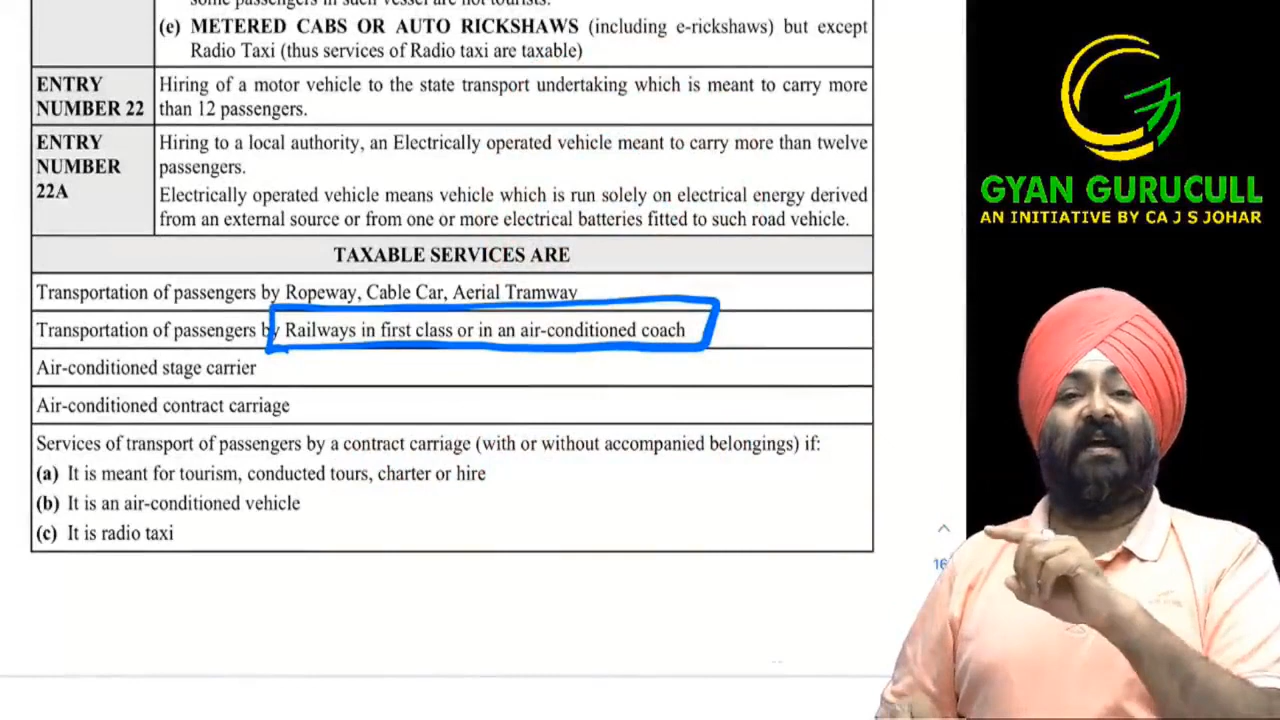 some passengers in such vessel are not tourists.
(e) METERED CABS OR AUTO RICKSHAWS (including e-rickshaws) but except
Radio Taxi (thus services of Radio taxi are taxable)
ENTRY
NUMBER 22
Hiring of a motor vehicle to the state transport undertaking which is meant to carry more
than 12 passengers.
ENTRY
NUMBER
22A
Hiring to a local authority, an Electrically operated vehicle meant to carry more than twelve
passengers.
Electrically operated vehicle means vehicle which is run solely on electrical energy derived
from an external source or from one or more electrical batteries fitted to such road vehicle.
TAXABLE SERVICES ARE
Transportation of passengers by Ropeway, Cable Car, Aerial Tramway
Transportation of passengers by Railways in first class or in an air-conditioned coach
Air-conditioned stage carrier
Air-conditioned contract carriage
Services of transport of passengers by a contract carriage (with or without accompanied belongings) if:
(a) It is meant for tourism, conducted tours, charter or hire
(b) It is an air-conditioned vehicle
(c) It is radio taxi
GYAN GURUCULL
AN INITIATIVE BY CA J S JOHAR